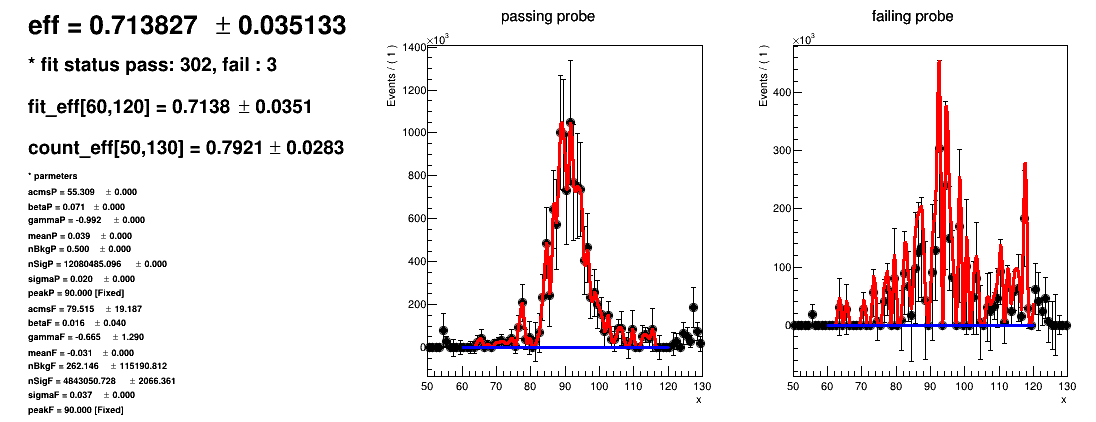 eff = 0.713827 ± 0.035133
* fit status pass: 302, fail : 3
fit_eff[60,120] = 0.7138 ± 0.0351
count_eff[50,130] = 0.7921 ± 0.0283
* parmeters
acmsP = 55.309 ± 0.000
betaP = 0.071 ± 0.000
gammaP = -0.992 ± 0.000
meanP = 0.039 ± 0.000
nBkgP = 0.500 ± 0.000
nSigP = 12080485.096 ± 0.000
sigmaP = 0.020 ± 0.000
peakP = 90.000 [Fixed]
acmsF = 79.515 ± 19.187
betaF = 0.016 ± 0.040
gammaF = -0.665 ± 1.290
meanF = -0.031 ± 0.000
nBkgF = 262.146 ± 115190.812
nSigF = 4843050.728 ± 2066.361
sigmaF = 0.037 ± 0.000
peakF = 90.000 [Fixed]
passing probe
×10³
Events / ( 1 )
1400
1200
1000
800
600
400
200
0
50 60 70 80 90 100 110 120 130
x
failing probe
×10³
Events / ( 1 )
400
300
200
100
0
50 60 70 80 90 100 110 120 130
x